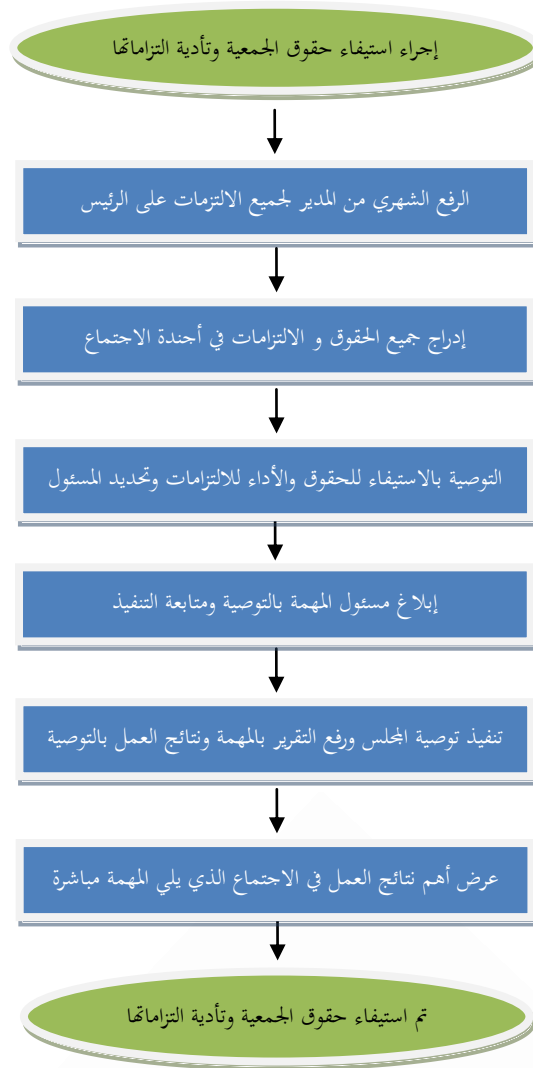 إجراء استيفاء حقوق الجمعية وتأدية التزاماتها
الرفع الشهري من المدير لجميع الالتزمات على الرئيس
إدراج جميع الحقوق و الالتزامات في أجندة الاجتماع
التوصية بالاستيفاء للحقوق والأداء للالتزامات وتحديد المسئول
إبلاغ مسئول المهمة بالتوصية ومتابعة التنفيذ
تنفيذ توصية المجلس ورفع التقرير بالمهمة ونتائج العمل بالتوصية
عرض أهم نتائج العمل في الاجتماع الذي يلي المهمة مباشرة
تم استيفاء حقوق الجمعية وتأدية التزاماتها